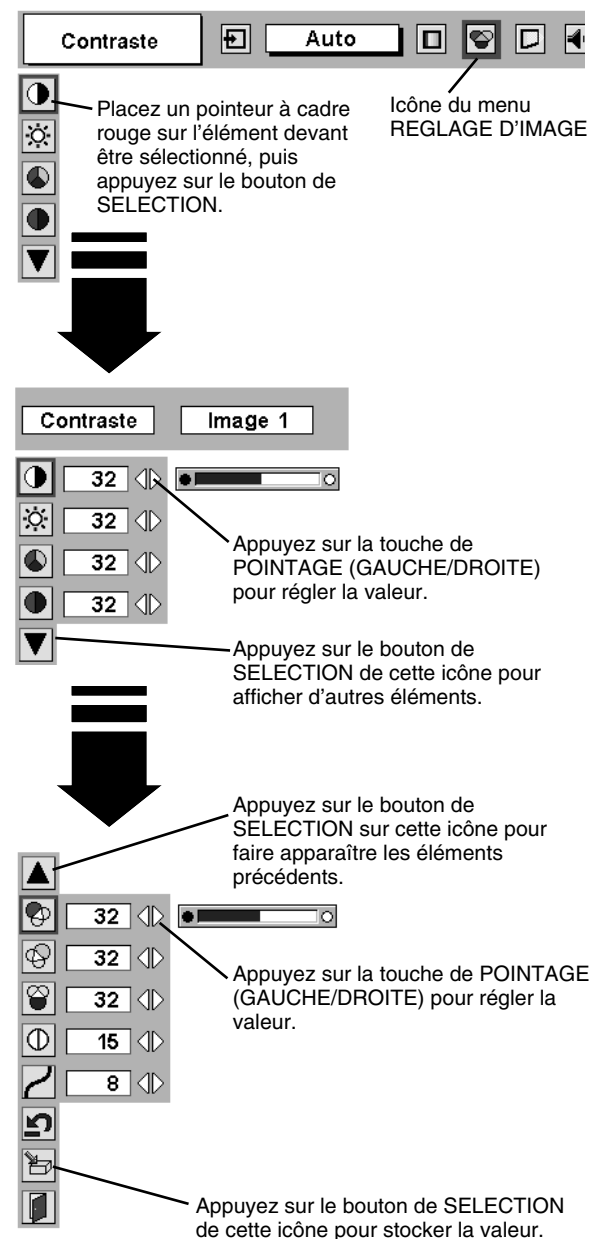 Contraste
Auto
Placez un pointeur à cadre
rouge sur l'élément devant
être sélectionné, puis
appuyez sur le bouton de
SELECTION.
Icône du menu
REGLAGE D'IMAGE
Contraste
Image 1
32
32
32
32
Appuyez sur la touche de
POINTAGE (GAUCHE/DROITE)
pour régler la valeur.
Appuyez sur le bouton de
SELECTION de cette icône pour
afficher d'autres éléments.
Appuyez sur le bouton de
SELECTION sur cette icône pour
faire apparaître les éléments
précédents.
32
32
32
15
8
Appuyez sur la touche de POINTAGE
(GAUCHE/DROITE) pour régler la
valeur.
Appuyez sur le bouton de SELECTION
de cette icône pour stocker la valeur.